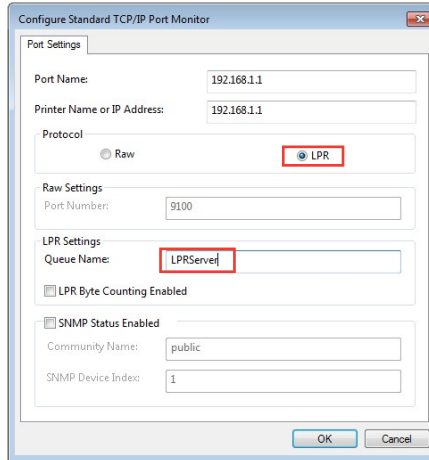 Configure Standard TCP/IP Port Monitor
Port Settings
Port Name: 192.168.1.1
Printer Name or IP Address: 192.168.1.1
Protocol
Raw LPR
Raw Settings
Port Number: 9100
LPR Settings
Queue Name: LPRServer
LPR Byte Counting Enabled
SNMP Status Enabled
Community Name: public
SNMP Device Index: 1
OK Cancel